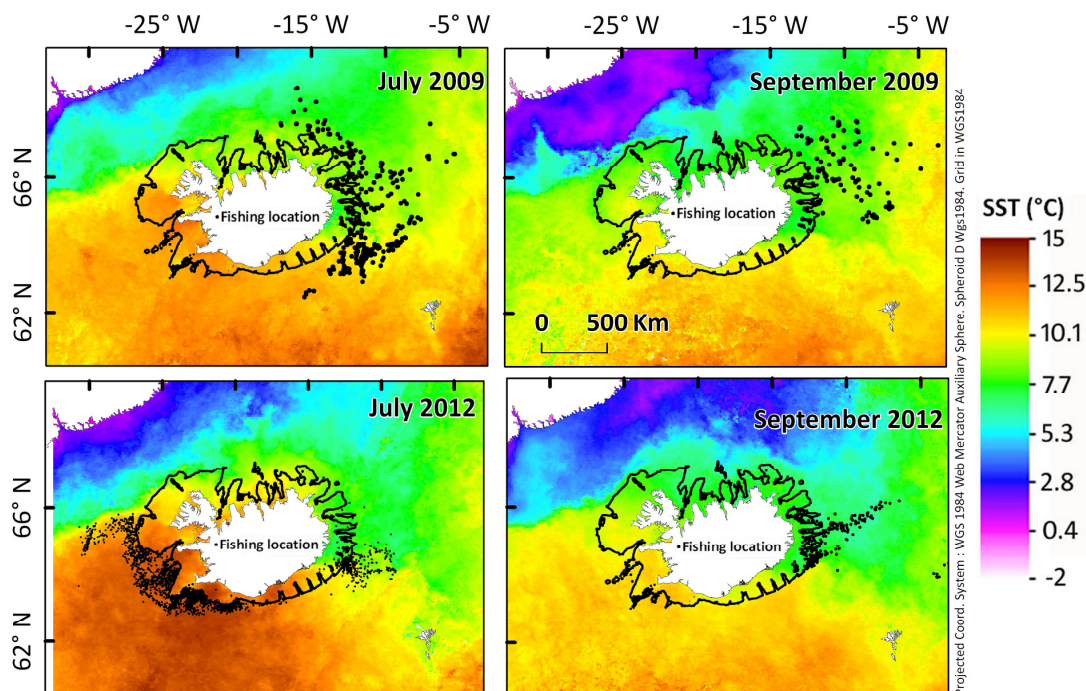 -25° W -15° W -5° W -25° W -15° W -5° W
July 2009
September 2009
66° N
•Fishing location
•Fishing location
62° N
0 500 Km
July 2012
September 2012
66° N
•Fishing location
•Fishing location
62° N
Projected Coord. System : WGS 1984 Web Mercator Auxiliary Sphere. Spheroid D Wgs1984. Grid in WGS1984
SST (°C)
15
12.5
10.1
7.7
5.3
2.8
0.4
-2